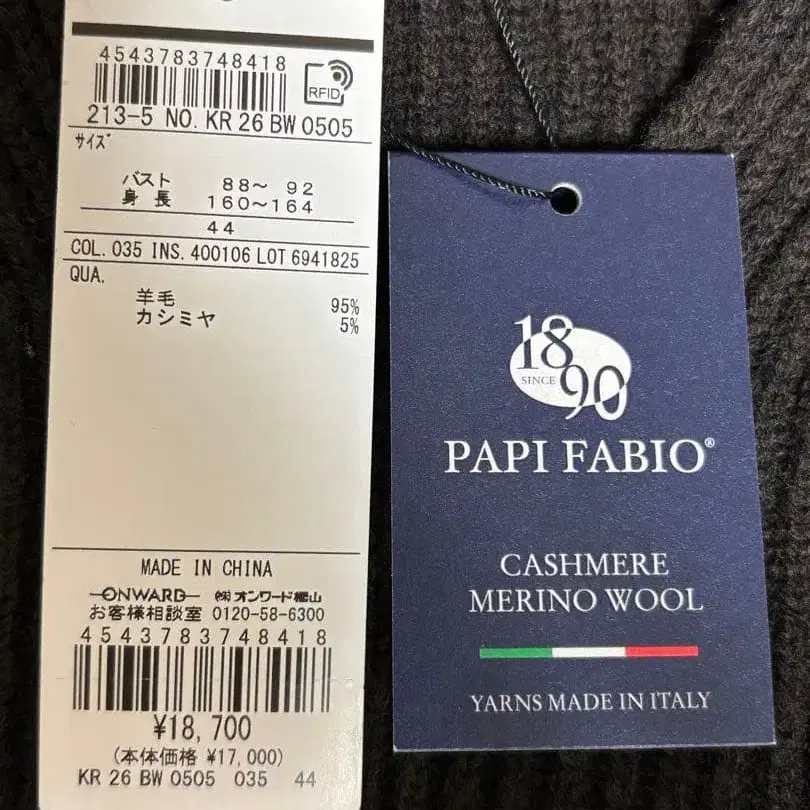 4543783748418
RFID
213-5 NO. KR 26 BW 0505
サイズ
バスト 88～ 92
身長 160～164
44
COL. 035 INS. 400106 LOT 6941825
QUA.
羊毛 95%
カシミヤ 5%
MADE IN CHINA
ONWARD ㈱オンワード樫山
お客様相談室 0120-58-6300
4543783748418
¥18,700
(本体価格 ¥17,000)
KR 26 BW 0505 035 44
1890
SINCE
PAPI FABIO®
CASHMERE
MERINO WOOL
YARNS MADE IN ITALY